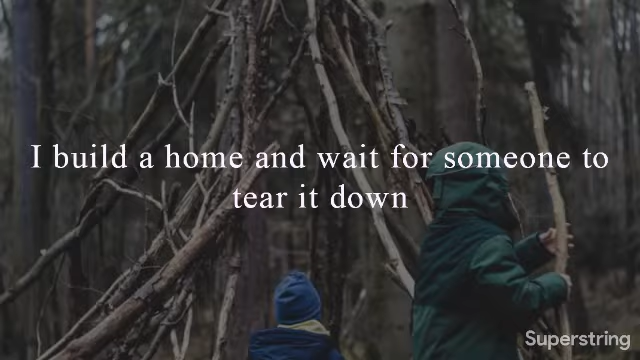 I build a home and wait for someone to
tear it down
Superstring